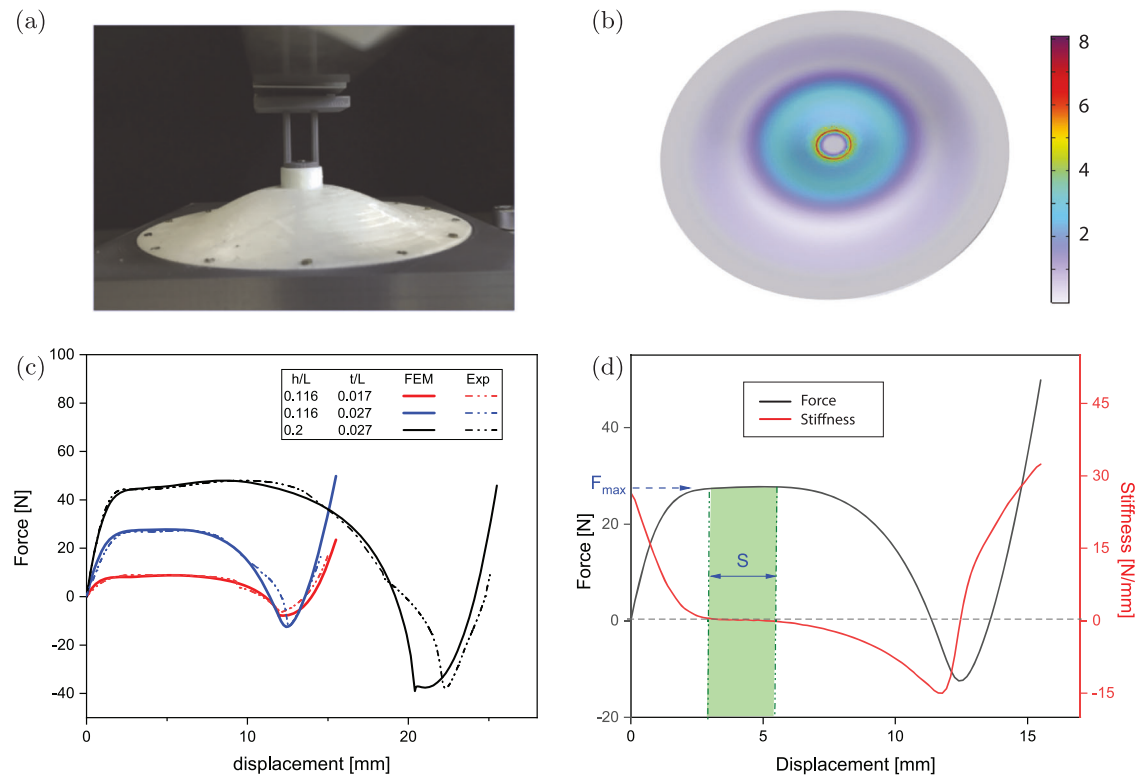 (a)
(b)
8
6
4
2
(c)
100
80
60
40
20
0
-20
-40
Force [N]
0
10
20
displacement [mm]
h/L t/L FEM Exp
0.116 0.017
0.116 0.027
0.2 0.027
(d)
Force
Stiffness
F max
S
40
20
0
-20
Force [N]
45
30
15
0
-15
Stiffness [N/mm]
0
5
10
15
Displacement [mm]